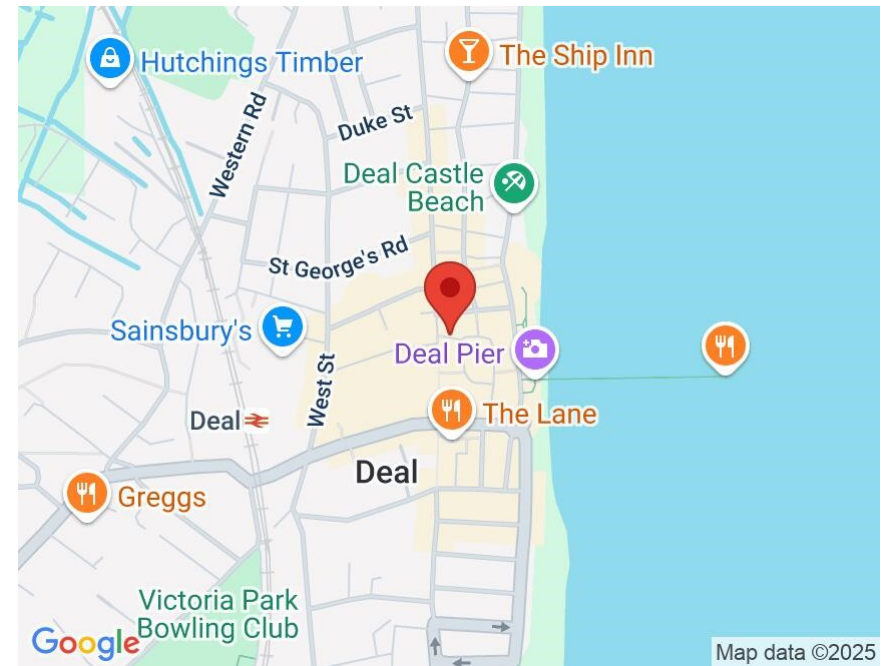 Hutchings Timber
The Ship Inn
Western Rd
Duke St
Deal Castle
Beach
St George's Rd
Sainsbury's
Deal Pier
West St
Deal
The Lane
Deal
Greggs
Victoria Park
Bowling Club
Google
Map data ©2025